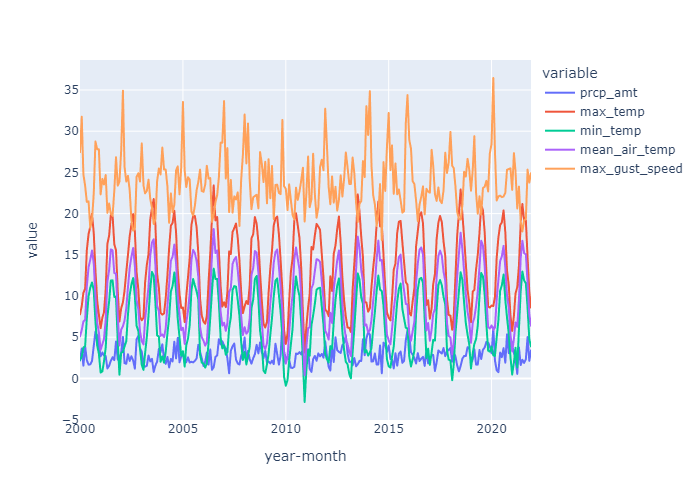 variable
prcp_amt
max_temp
min_temp
mean_air_temp
max_gust_speed
value
35
30
25
20
15
10
5
0
−5
2000
2005
2010
2015
2020
year-month